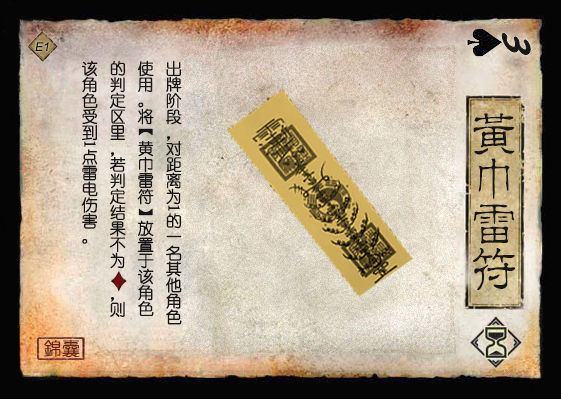 3
黃巾雷符
出牌阶段，对距离为1的一名其他角色
使用。将【黄巾雷符】放置于该角色
的判定区里，若判定结果不为♦，则
该角色受到1点雷电伤害。
E1
錦囊